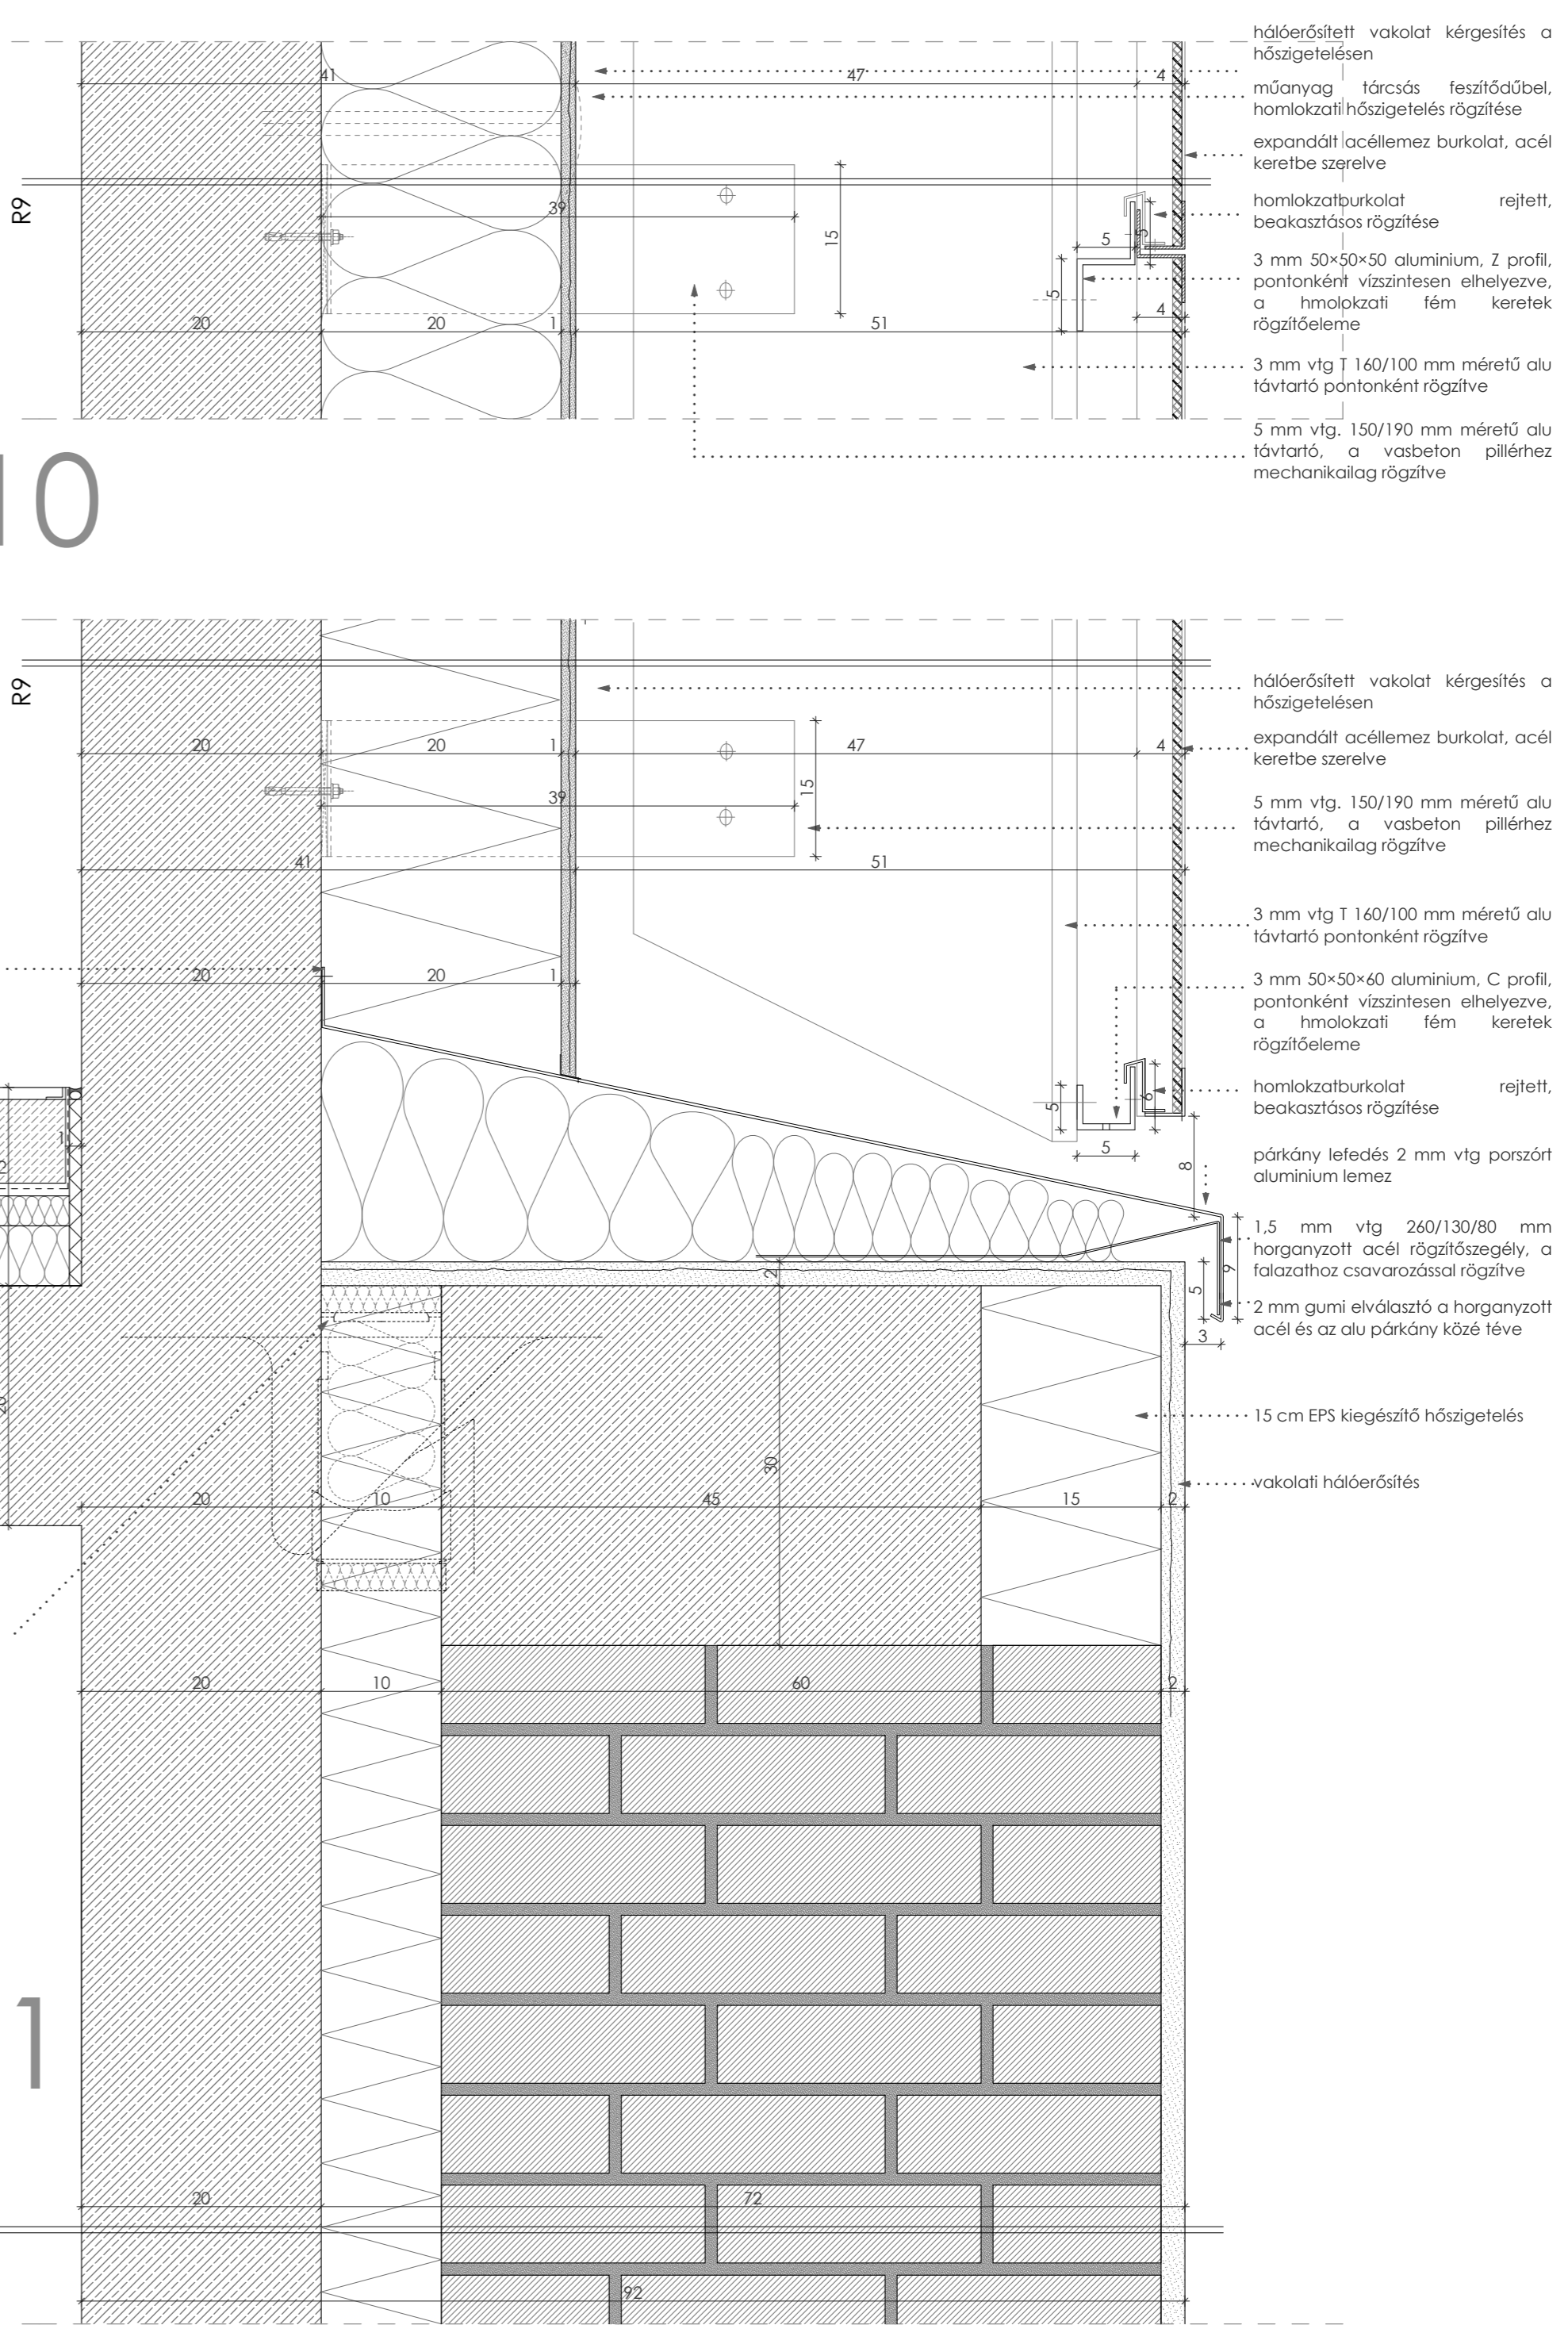 hálóerősített vakolat kérgesítés a
hőszigetelésen
műanyag tárcsás feszítődűbel,
homlokzati hőszigetelés rögzítése
expandált acéllemez burkolat, acél
keretbe szerelve
homlokzatburkolat rejtett,
beakasztásos rögzítése
3 mm 50×50×50 aluminium, Z profil,
pontonként vízszintesen elhelyezve,
a hmolokzati fém keretek
rögzítőeleme
3 mm vtg T 160/100 mm méretű alu
távtartó pontonként rögzítve
5 mm vtg. 150/190 mm méretű alu
távtartó, a vasbeton pillérhez
mechanikailag rögzítve
41
47
4
R9
39
15
5
5
5
4
20
20
1
51
10
R9
hálóerősített vakolat kérgesítés a
hőszigetelésen
expandált acéllemez burkolat, acél
keretbe szerelve
5 mm vtg. 150/190 mm méretű alu
távtartó, a vasbeton pillérhez
mechanikailag rögzítve
3 mm vtg T 160/100 mm méretű alu
távtartó pontonként rögzítve
3 mm 50×50×60 aluminium, C profil,
pontonként vízszintesen elhelyezve,
a hmolokzati fém keretek
rögzítőeleme
homlokzatburkolat rejtett,
beakasztásos rögzítése
párkány lefedés 2 mm vtg porszórt
aluminium lemez
1,5 mm vtg 260/130/80 mm
horganyzott acél rögzítőszegély, a
falazathoz csavarozással rögzítve
2 mm gumi elválasztó a horganyzott
acél és az alu párkány közé téve
15 cm EPS kiegészítő hőszigetelés
vakolati hálóerősítés
20
20
1
47
4
39
15
41
51
20
20
1
5
6
5
8
1
2
2
5
9
3
30
20
10
45
15
2
20
10
60
2
1
20
72
92